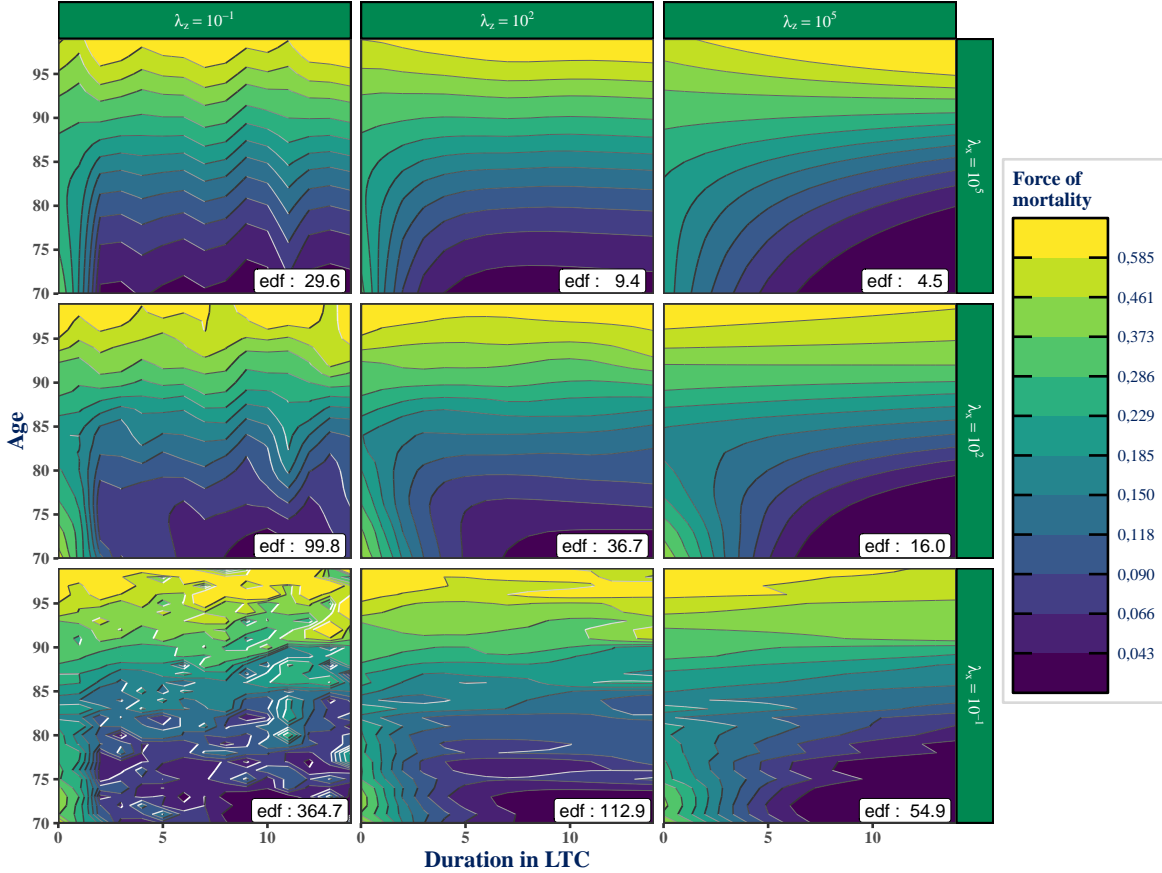 λz = 10⁻¹
λz = 10²
λz = 10⁵
95
90
85
80
75
70
edf : 29.6
edf : 9.4
edf : 4.5
λx = 10⁵
95
90
85
80
75
70
edf : 99.8
edf : 36.7
edf : 16.0
λx = 10²
95
90
85
80
75
70
edf : 364.7
edf : 112.9
edf : 54.9
λx = 10⁻¹
0
5
10
0
5
10
0
5
10
Age
Duration in LTC
Force of
mortality
0,585
0,461
0,373
0,286
0,229
0,185
0,150
0,118
0,090
0,066
0,043